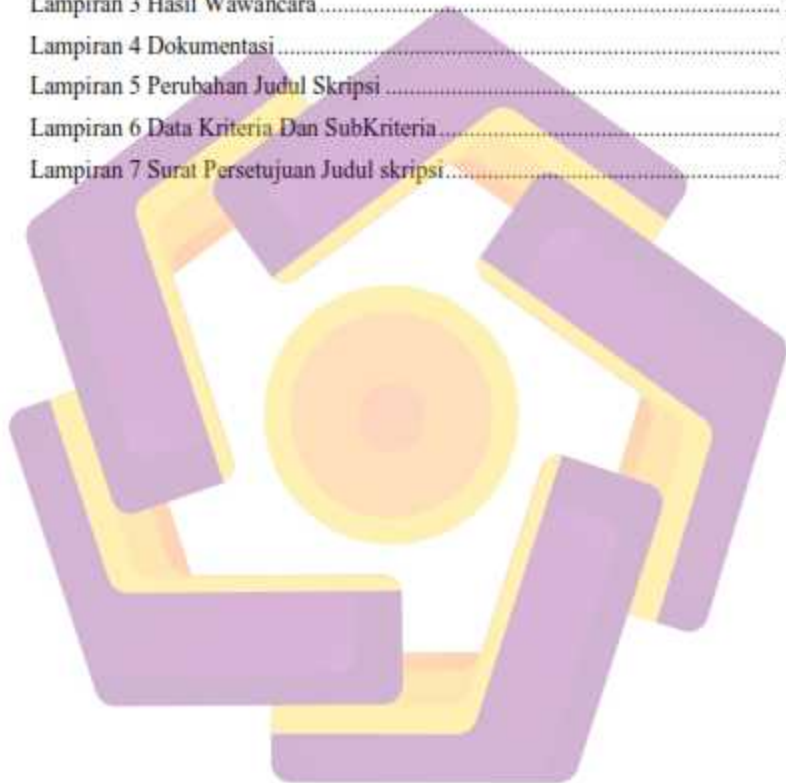 Lampiran 3 Hasil Wawancara........................................................................................
Lampiran 4 Dokumentasi................................................................................................
Lampiran 5 Perubahan Judul Skripsi...........................................................................
Lampiran 6 Data Kriteria Dan SubKriteria................................................................
Lampiran 7 Surat Persetujuan Judul skripsi...............................................................